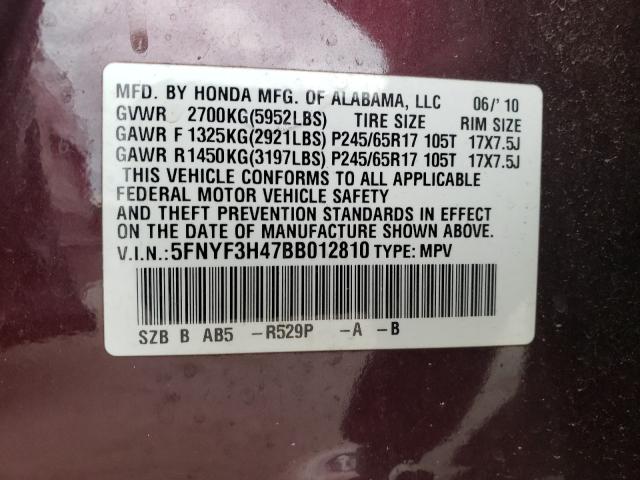 MFD. BY HONDA MFG. OF ALABAMA, LLC 06/'10
GVWR 2700KG(5952LBS) TIRE SIZE RIM SIZE
GAWR F 1325KG(2921LBS) P245/65R17 105T 17X7.5J
GAWR R 1450KG(3197LBS) P245/65R17 105T 17X7.5J
THIS VEHICLE CONFORMS TO ALL APPLICABLE
FEDERAL MOTOR VEHICLE SAFETY
AND THEFT PREVENTION STANDARDS IN EFFECT
ON THE DATE OF MANUFACTURE SHOWN ABOVE.
V.I.N.:5FNYF3H47BB012810 TYPE: MPV
SZB B AB5 -R529P -A -B